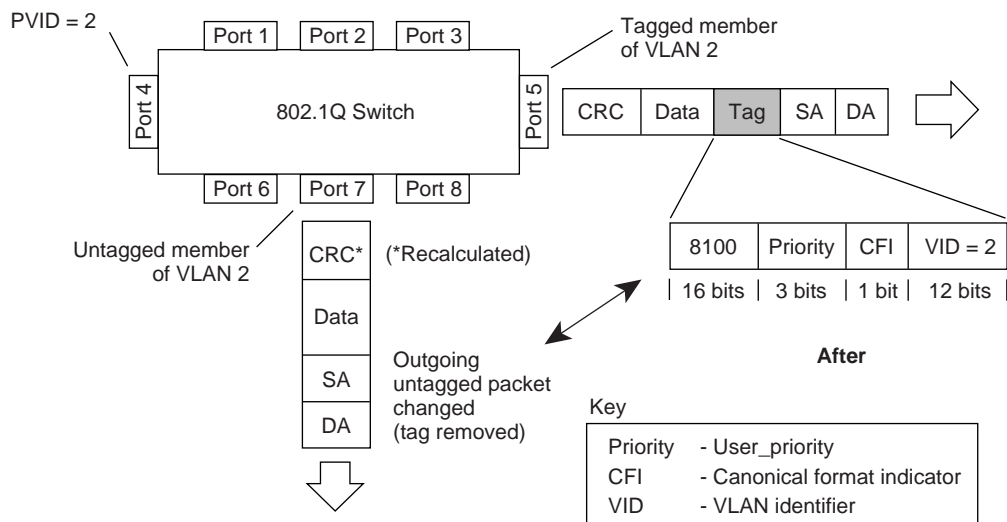 PVID = 2
Port 1
Port 2
Port 3
Tagged member
of VLAN 2
Port 4
802.1Q Switch
Port 5
CRC
Data
Tag
SA
DA
Port 6
Port 7
Port 8
Untagged member
of VLAN 2
CRC*
(*Recalculated)
Data
SA
DA
Outgoing
untagged packet
changed
(tag removed)
8100
Priority
CFI
VID = 2
16 bits
3 bits
1 bit
12 bits
After
Key
Priority - User_priority
CFI - Canonical format indicator
VID - VLAN identifier